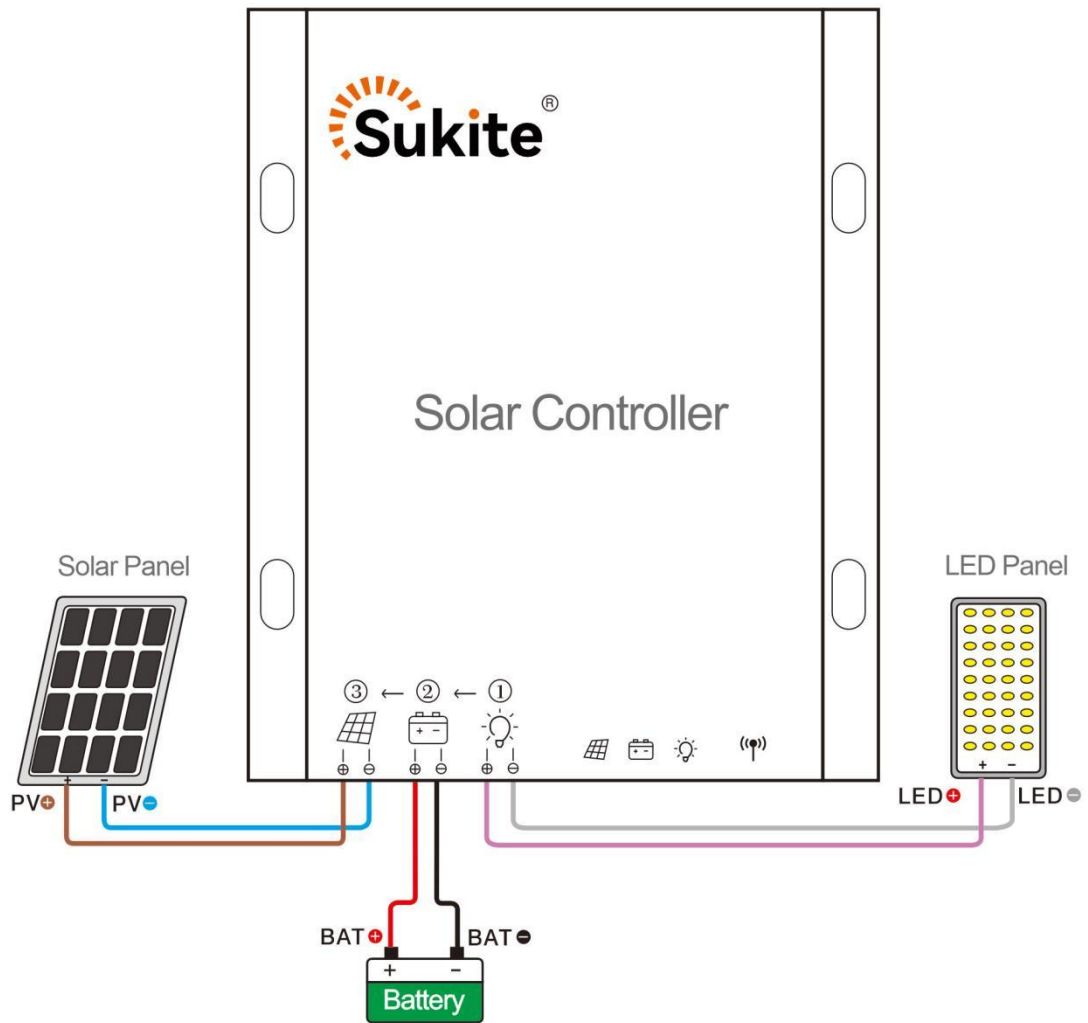 Sukite®
Solar Controller
Solar Panel
LED Panel
③ ← ② ← ①
+ -
⊕ ⊖ ⊕ ⊖ ⊕ ⊖
+ −
+ −
PV⊕ PV⊖
LED⊕ LED⊖
BAT⊕ BAT⊖
+ −
Battery